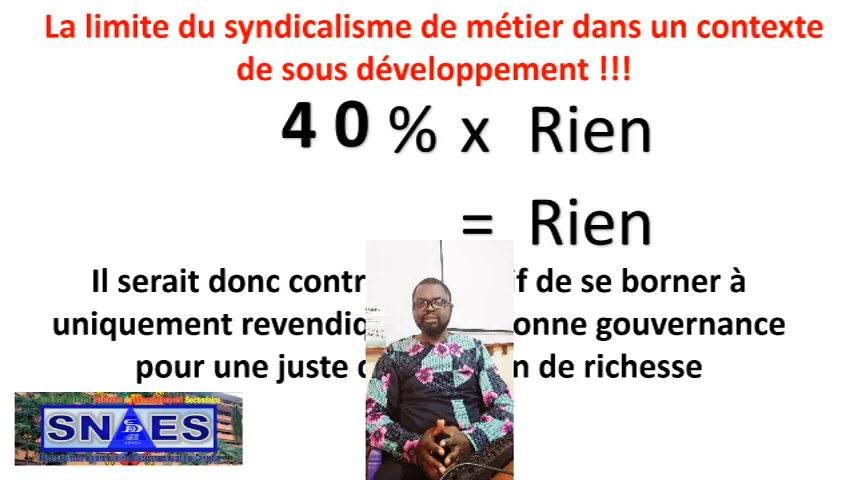 La limite du syndicalisme de métier dans un contexte
de sous développement !!!
40 % x Rien
= Rien
Il serait donc contr if de se borner à
uniquement revendiq onne gouvernance
pour une juste n de richesse
SNAES